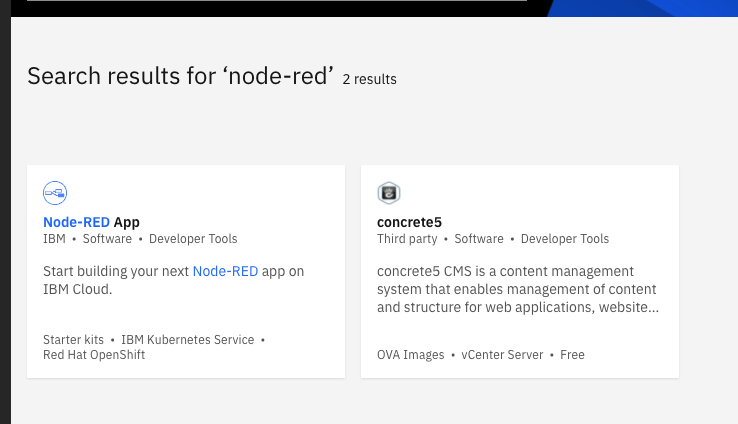 Search results for ‘node-red’ 2 results
Node-RED App
IBM • Software • Developer Tools
Start building your next Node-RED app on
IBM Cloud.
Starter kits • IBM Kubernetes Service •
Red Hat OpenShift
concrete5
Third party • Software • Developer Tools
concrete5 CMS is a content management
system that enables management of content
and structure for web applications, website...
OVA Images • vCenter Server • Free